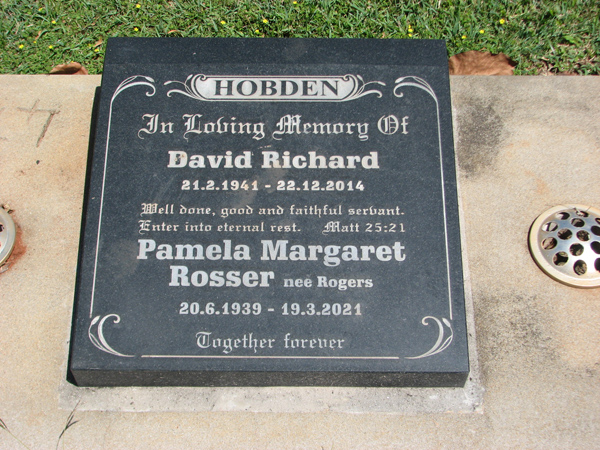 HOBDEN
In Loving Memory Of
David Richard
21.2.1941 - 22.12.2014
Well done, good and faithful servant.
Enter into eternal rest. Matt 25:21
Pamela Margaret
Rosser nee Rogers
20.6.1939 - 19.3.2021
Together forever